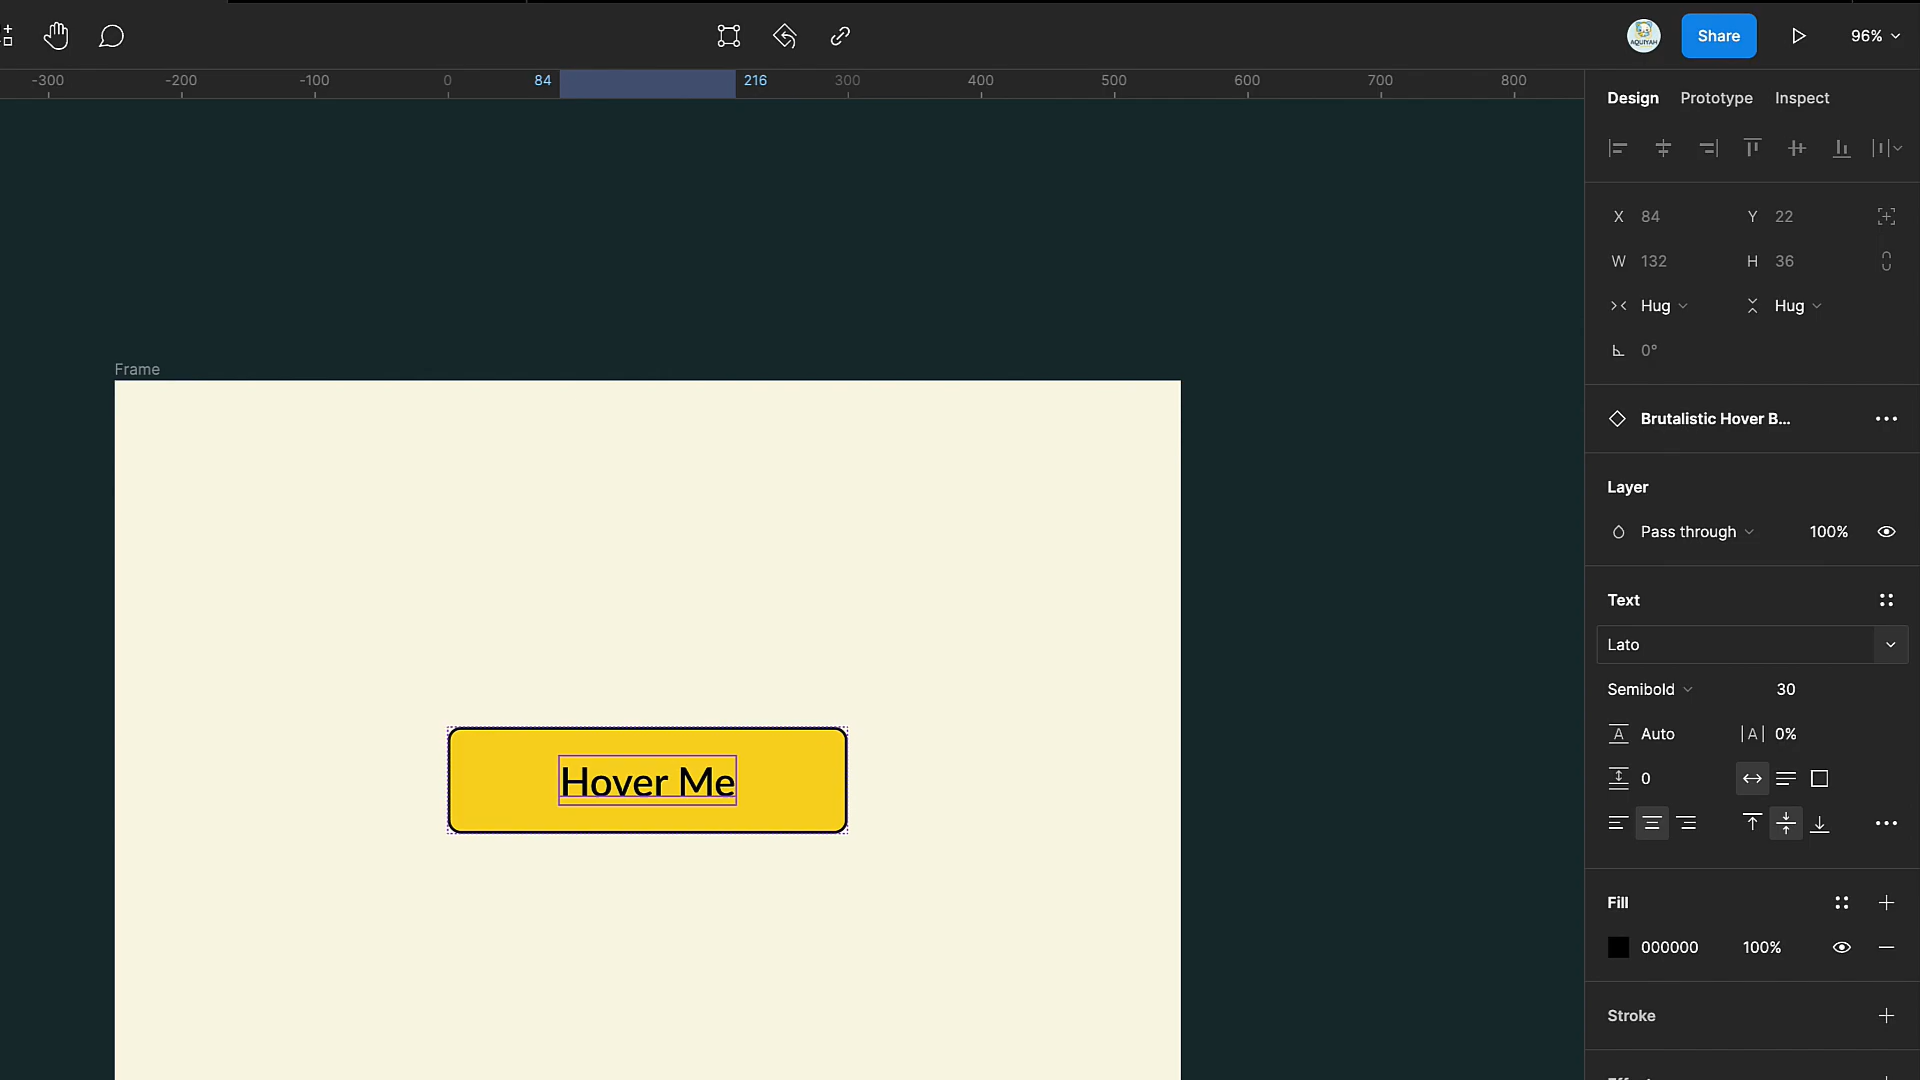 AQUIYAH
Share
96%
-300 -200 -100 0 84 216 300 400 500 600 700 800
Design Prototype Inspect
X 84 Y 22
W 132 H 36
Hug Hug
0°
Brutalistic Hover B...
Layer
Pass through 100%
Text
Lato
Semibold 30
A Auto |A| 0%
0
Fill
000000 100%
Stroke
Frame
Hover Me